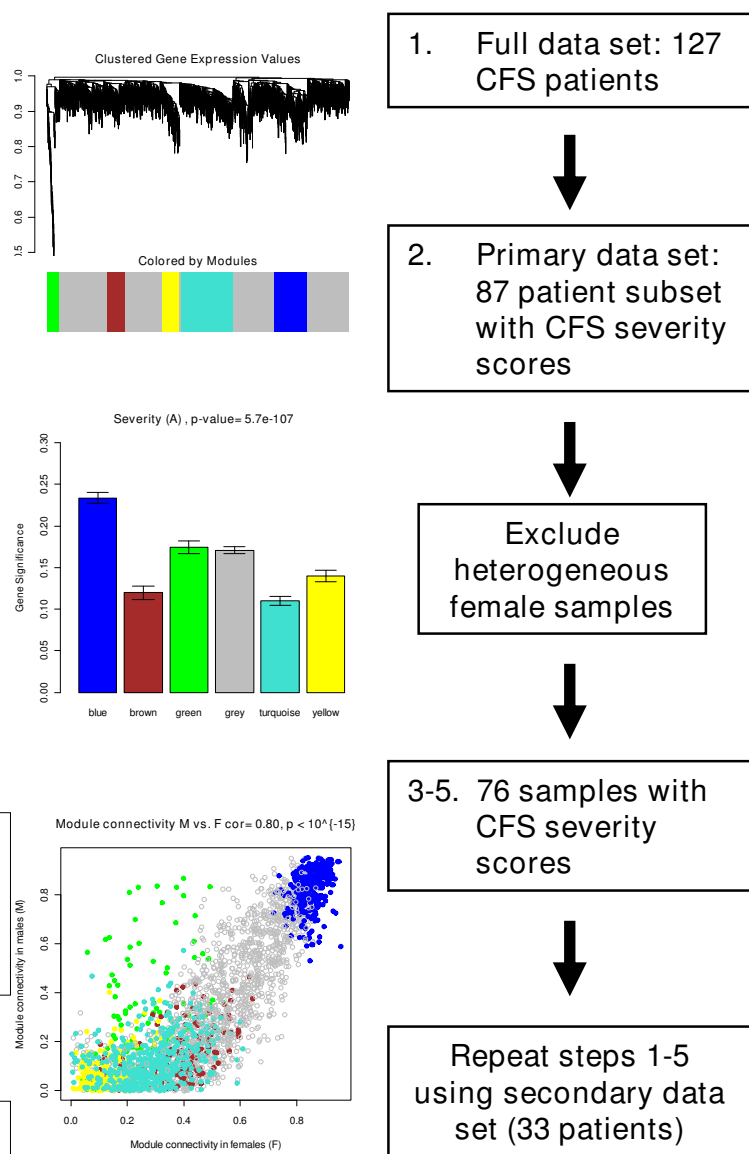 Clustered Gene Expression Values
1.0
0.9
0.8
0.7
0.6
0.5
Colored by Modules
Severity (A) , p-value= 5.7e-107
Gene Significance
0.30
0.25
0.20
0.15
0.10
0.05
0.00
blue brown green grey turquoise yellow
Module connectivity M vs. F cor= 0.80, p < 10^{-15}
Module connectivity in males (M)
0.8
0.6
0.4
0.2
0.0
0.0 0.2 0.4 0.6 0.8
Module connectivity in females (F)
1. Full data set: 127
CFS patients
2. Primary data set:
87 patient subset
with CFS severity
scores
Exclude
heterogeneous
female samples
3-5. 76 samples with
CFS severity
scores
Repeat steps 1-5
using secondary data
set (33 patients)